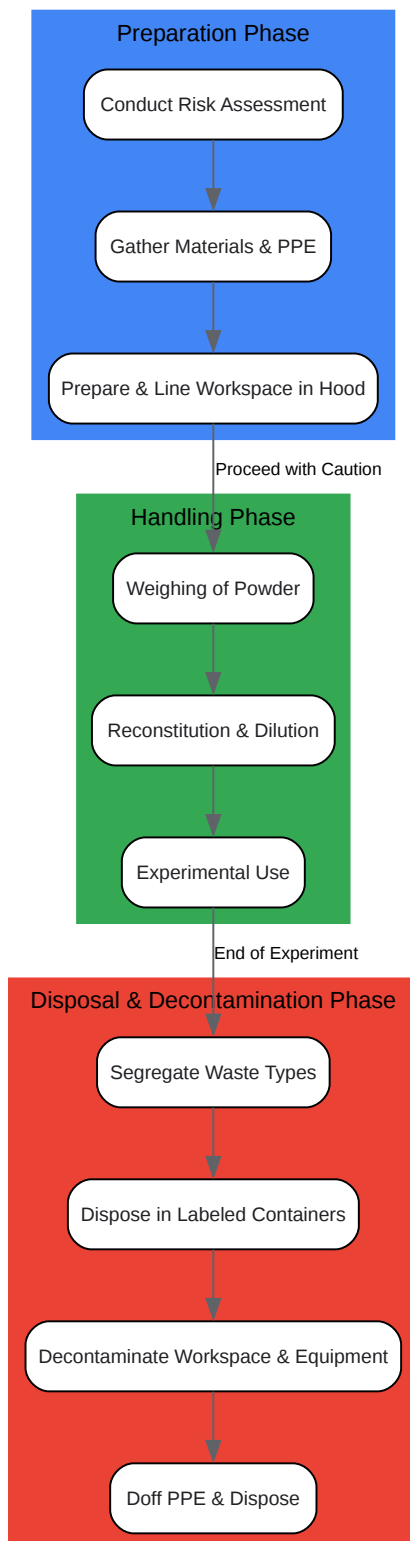 Preparation Phase
Conduct Risk Assessment
Gather Materials & PPE
Prepare & Line Workspace in Hood
Proceed with Caution
Handling Phase
Weighing of Powder
Reconstitution & Dilution
Experimental Use
End of Experiment
Disposal & Decontamination Phase
Segregate Waste Types
Dispose in Labeled Containers
Decontaminate Workspace & Equipment
Doff PPE & Dispose